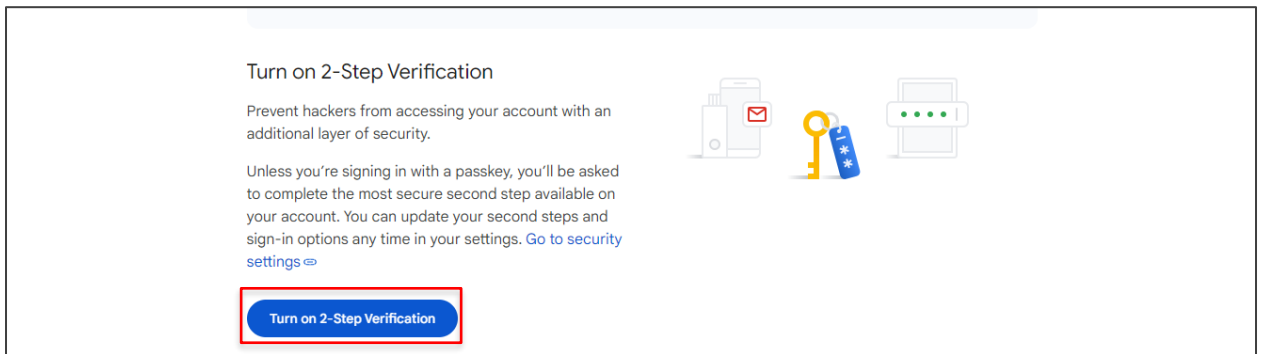 Turn on 2-Step Verification
Prevent hackers from accessing your account with an
additional layer of security.
Unless you're signing in with a passkey, you'll be asked
to complete the most secure second step available on
your account. You can update your second steps and
sign-in options any time in your settings. Go to security
settings
Turn on 2-Step Verification